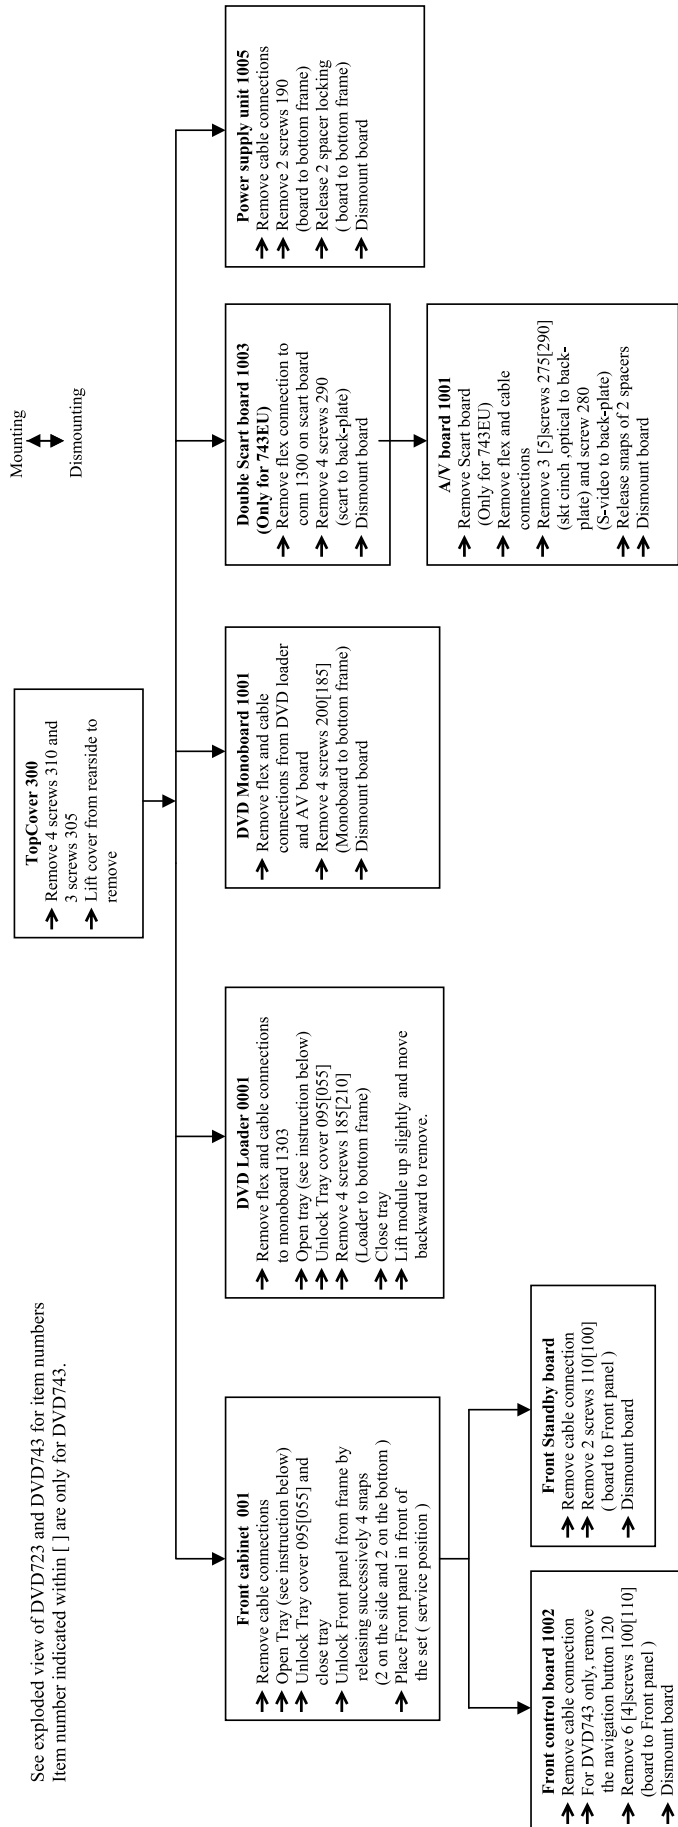 See exploded view of DVD723 and DVD743 for item numbers
Item number indicated within [ ] are only for DVD743.
Mounting
Dismounting
TopCover 300
Remove 4 screws 310 and
3 screws 305
Lift cover from rearside to
remove
Front cabinet 001
Remove cable connections
Open Tray (see instruction below)
Unlock Tray cover 095[055] and
close tray
Unlock Front panel from frame by
releasing successively 4 snaps
(2 on the side and 2 on the bottom )
Place Front panel in front of
the set ( service position )
DVD Loader 0001
Remove flex and cable connections
to monoboard 1303
Open tray (see instruction below)
Unlock Tray cover 095[055]
Remove 4 screws 185[210]
(Loader to bottom frame)
Close tray
Lift module up slightly and move
backward to remove.
DVD Monoboard 1001
Remove flex and cable
connections from DVD loader
and AV board
Remove 4 screws 200[185]
(Monoboard to bottom frame)
Dismount board
Double Scart board 1003
(Only for 743EU)
Remove flex connection to
conn 1300 on scart board
Remove 4 screws 290
(scart to back-plate)
Dismount board
Power supply unit 1005
Remove cable connections
Remove 2 screws 190
(board to bottom frame)
Release 2 spacer locking
( board to bottom frame)
Dismount board
Front control board 1002
Remove cable connection
For DVD743 only, remove
the navigation button 120
Remove 6 [4]screws 100[110]
(board to Front panel )
Dismount board
Front Standby board
Remove cable connection
Remove 2 screws 110[100]
( board to Front panel )
Dismount board
A/V board 1001
Remove Scart board
(Only for 743EU)
Remove flex and cable
connections
Remove 3 [5]screws 275[290]
(skt cinch ,optical to back-
plate) and screw 280
(S-video to back-plate)
Release snaps of 2 spacers
Dismount board